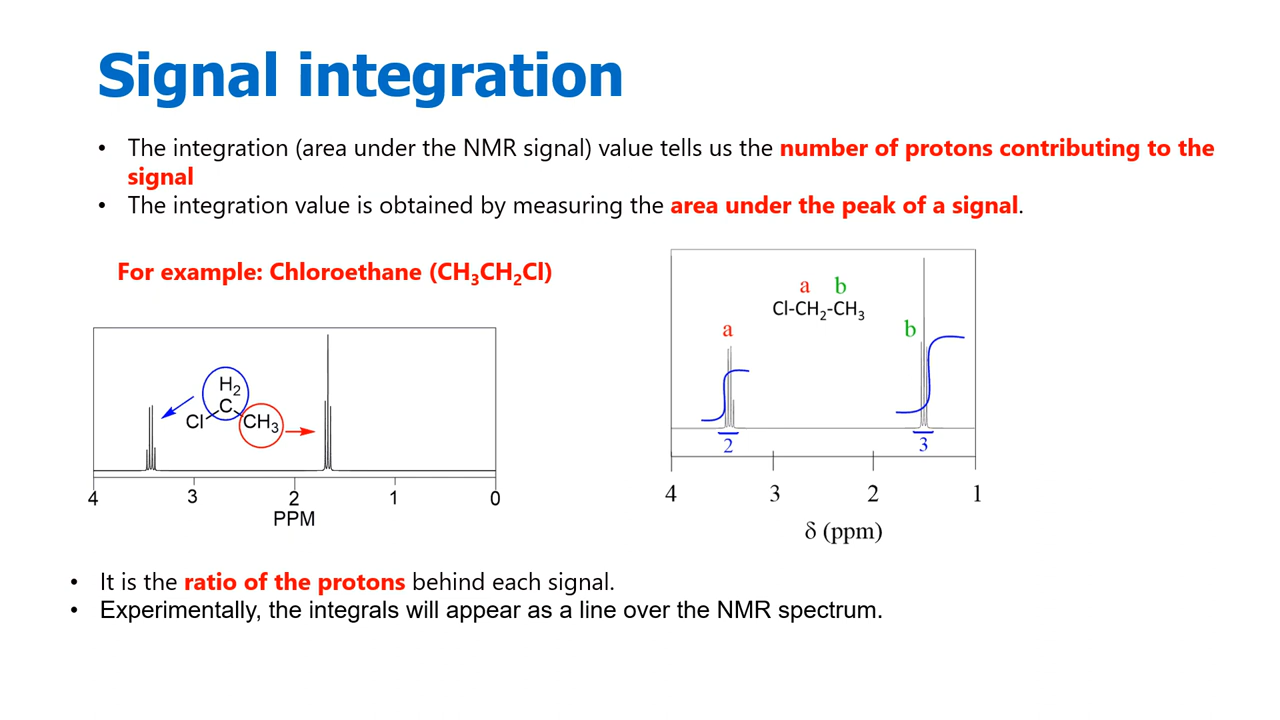 Signal integration
• The integration (area under the NMR signal) value tells us the number of protons contributing to the
signal
• The integration value is obtained by measuring the area under the peak of a signal.
For example: Chloroethane (CH₃CH₂Cl)
H₂
C
Cl
CH₃
4 3 2 1 0
PPM
a b
Cl-CH₂-CH₃
a
b
2
3
4 3 2 1
δ (ppm)
• It is the ratio of the protons behind each signal.
• Experimentally, the integrals will appear as a line over the NMR spectrum.